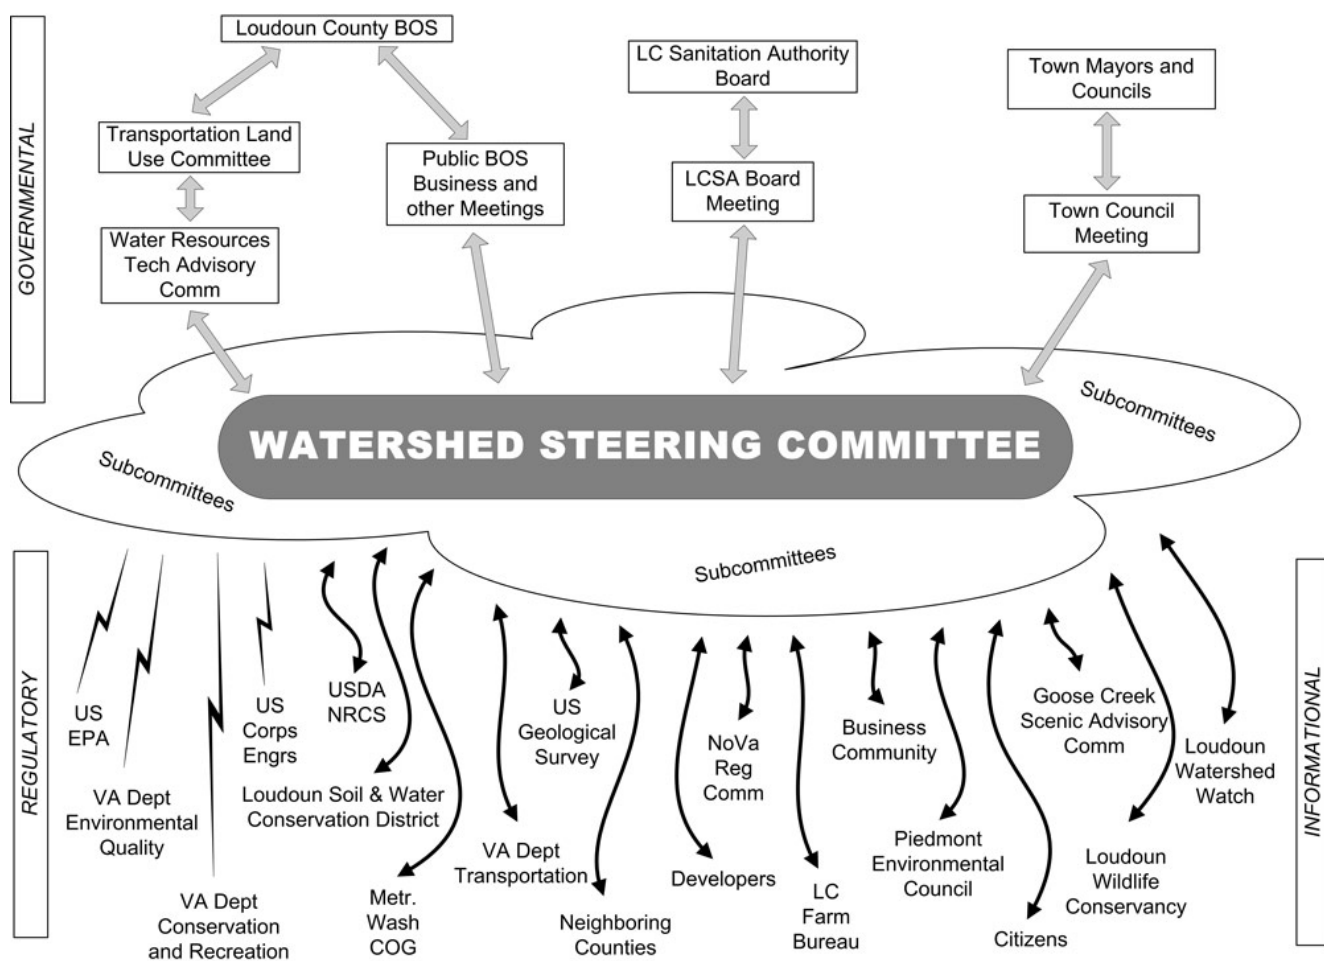 GOVERNMENTAL
Loudoun County BOS
LC Sanitation Authority
Board
Town Mayors and
Councils
Transportation Land
Use Committee
Public BOS
Business and
other Meetings
LCSA Board
Meeting
Town Council
Meeting
Water Resources
Tech Advisory
Comm
Subcommittees
WATERSHED STEERING COMMITTEE
Subcommittees
Subcommittees
REGULATORY
INFORMATIONAL
US
EPA
VA Dept
Environmental
Quality
VA Dept
Conservation
and Recreation
US
Corps
Engrs
USDA
NRCS
Loudoun Soil & Water
Conservation District
Metr.
Wash
COG
VA Dept
Transportation
US
Geological
Survey
Neighboring
Counties
Developers
NoVa
Reg
Comm
LC
Farm
Bureau
Business
Community
Piedmont
Environmental
Council
Citizens
Goose Creek
Scenic Advisory
Comm
Loudoun
Wildlife
Conservancy
Loudoun
Watershed
Watch